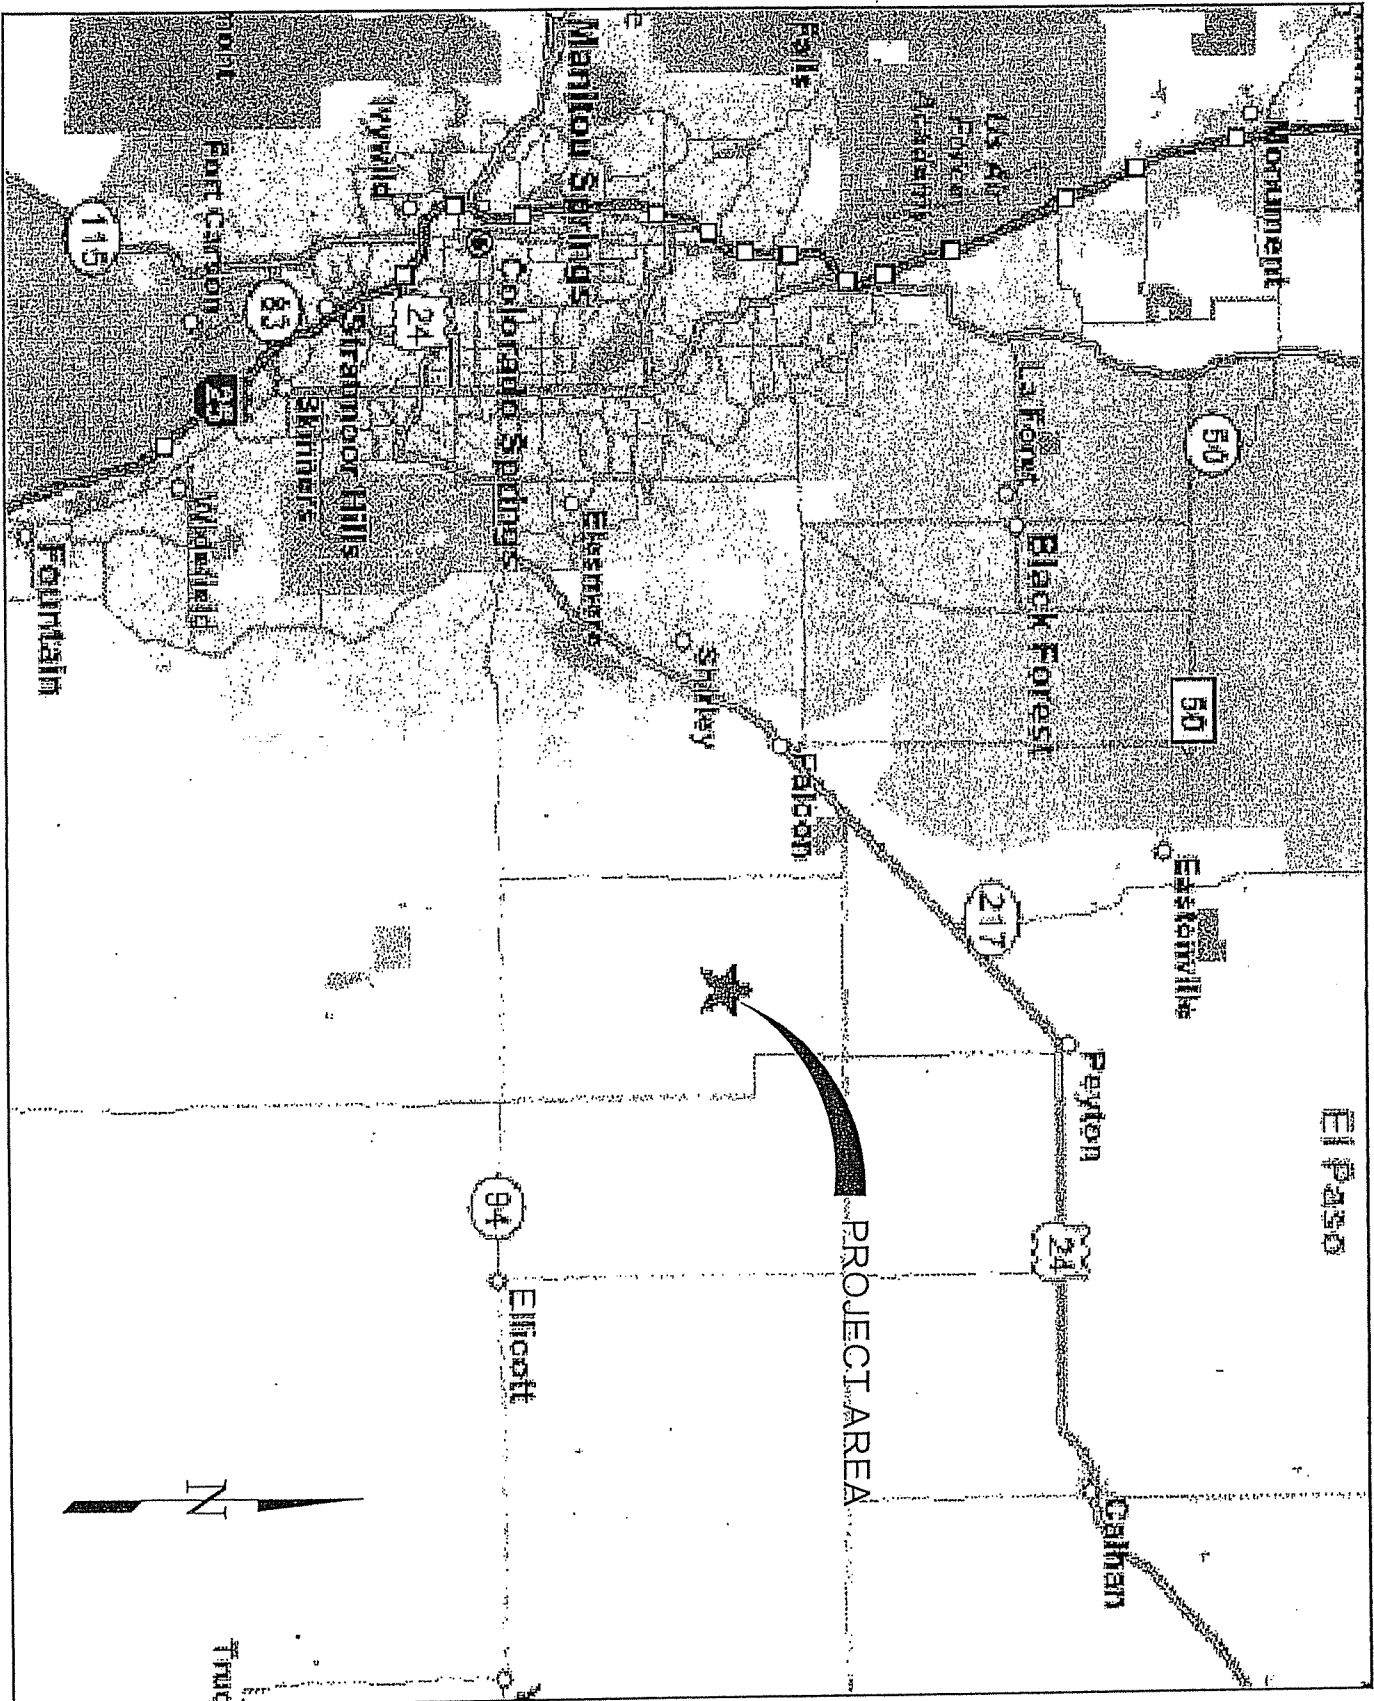 Monument
50
50
Eastonville
El Paso
Peyton
24
Calhan
217
La Foret
Black Forest
US Air
Force
Academy
Falls
Falcon
Shirley
PROJECT AREA
Manitou Springs
Elsmere
Colorado Springs
94
Ellicott
24
Ivywild
Stratmoor Hills
Skinners
83
25
Fort Carson
Widefield
115
Fountain
N